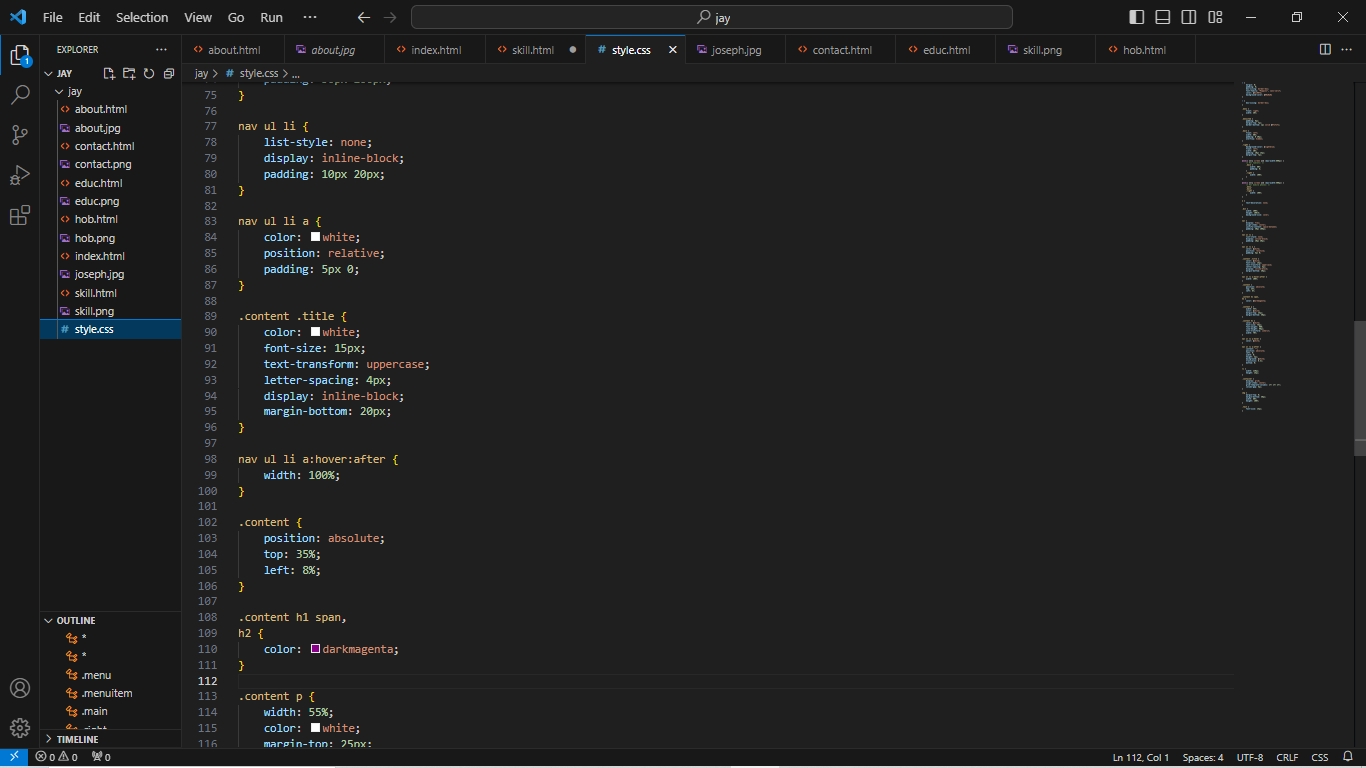 File Edit Selection View Go Run ···
jay
EXPLORER ···
about.html about.jpg index.html skill.html style.css joseph.jpg contact.html educ.html skill.png hob.html
JAY
jay > # style.css > ...
jay
about.html
about.jpg
contact.html
contact.png
educ.html
educ.png
hob.html
hob.png
index.html
joseph.jpg
skill.html
skill.png
# style.css
75 }
76
77 nav ul li {
78 list-style: none;
79 display: inline-block;
80 padding: 10px 20px;
81 }
82
83 nav ul li a {
84 color: white;
85 position: relative;
86 padding: 5px 0;
87 }
88
89 .content .title {
90 color: white;
91 font-size: 15px;
92 text-transform: uppercase;
93 letter-spacing: 4px;
94 display: inline-block;
95 margin-bottom: 20px;
96 }
97
98 nav ul li a:hover:after {
99 width: 100%;
100 }
101
102 .content {
103 position: absolute;
104 top: 35%;
105 left: 8%;
106 }
107
108 .content h1 span,
109 h2 {
110 color: darkmagenta;
111 }
112
113 .content p {
114 width: 55%;
115 color: white;
116 margin-top: 25px;
OUTLINE
*
*
.menu
.menuitem
.main
.right
TIMELINE
1
0 0 0
Ln 112, Col 1 Spaces: 4 UTF-8 CRLF CSS